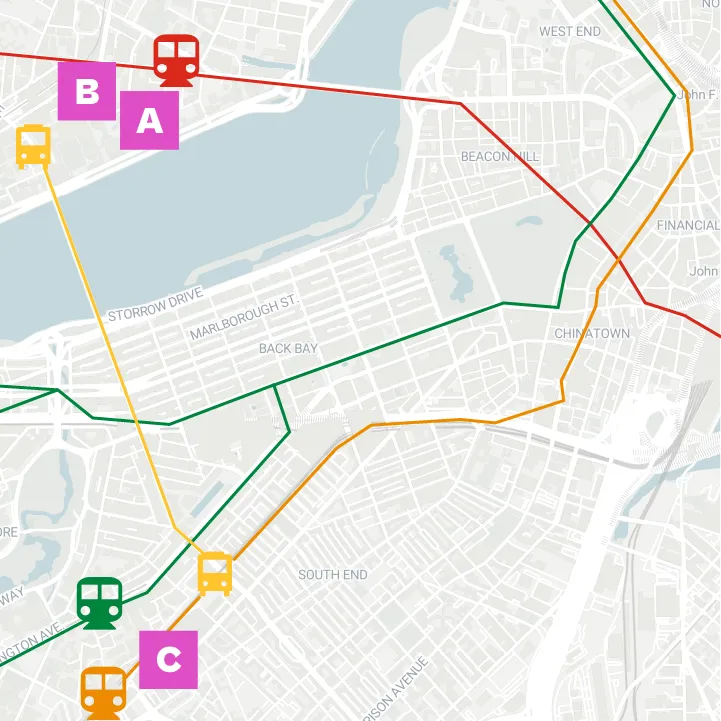 NO
WEST END
B
A
John F
BEACON HILL
FINANCIAL
John
STORROW DRIVE
MARLBOROUGH ST.
CHINATOWN
BACK BAY
ORE
SOUTH END
WAY
NGTON AVE
C
RISON AVENUE